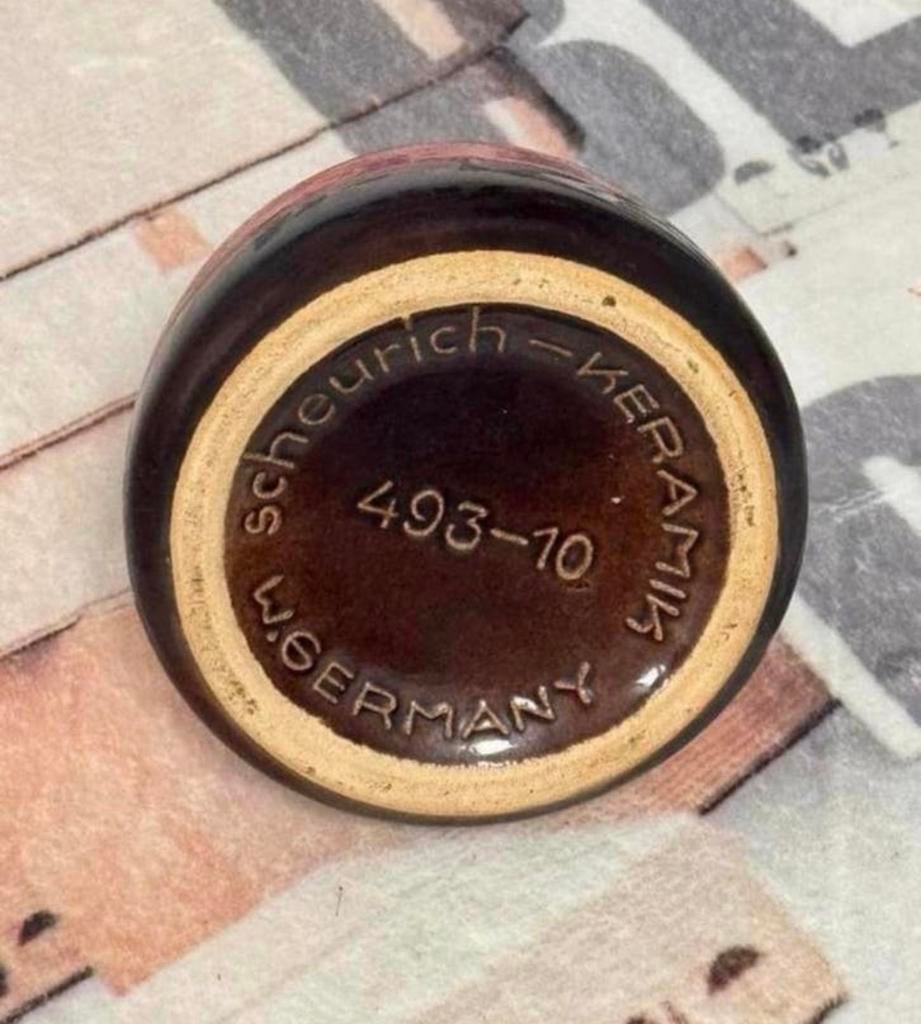 scheurich – KERAMIK
493–10
W.GERMANY